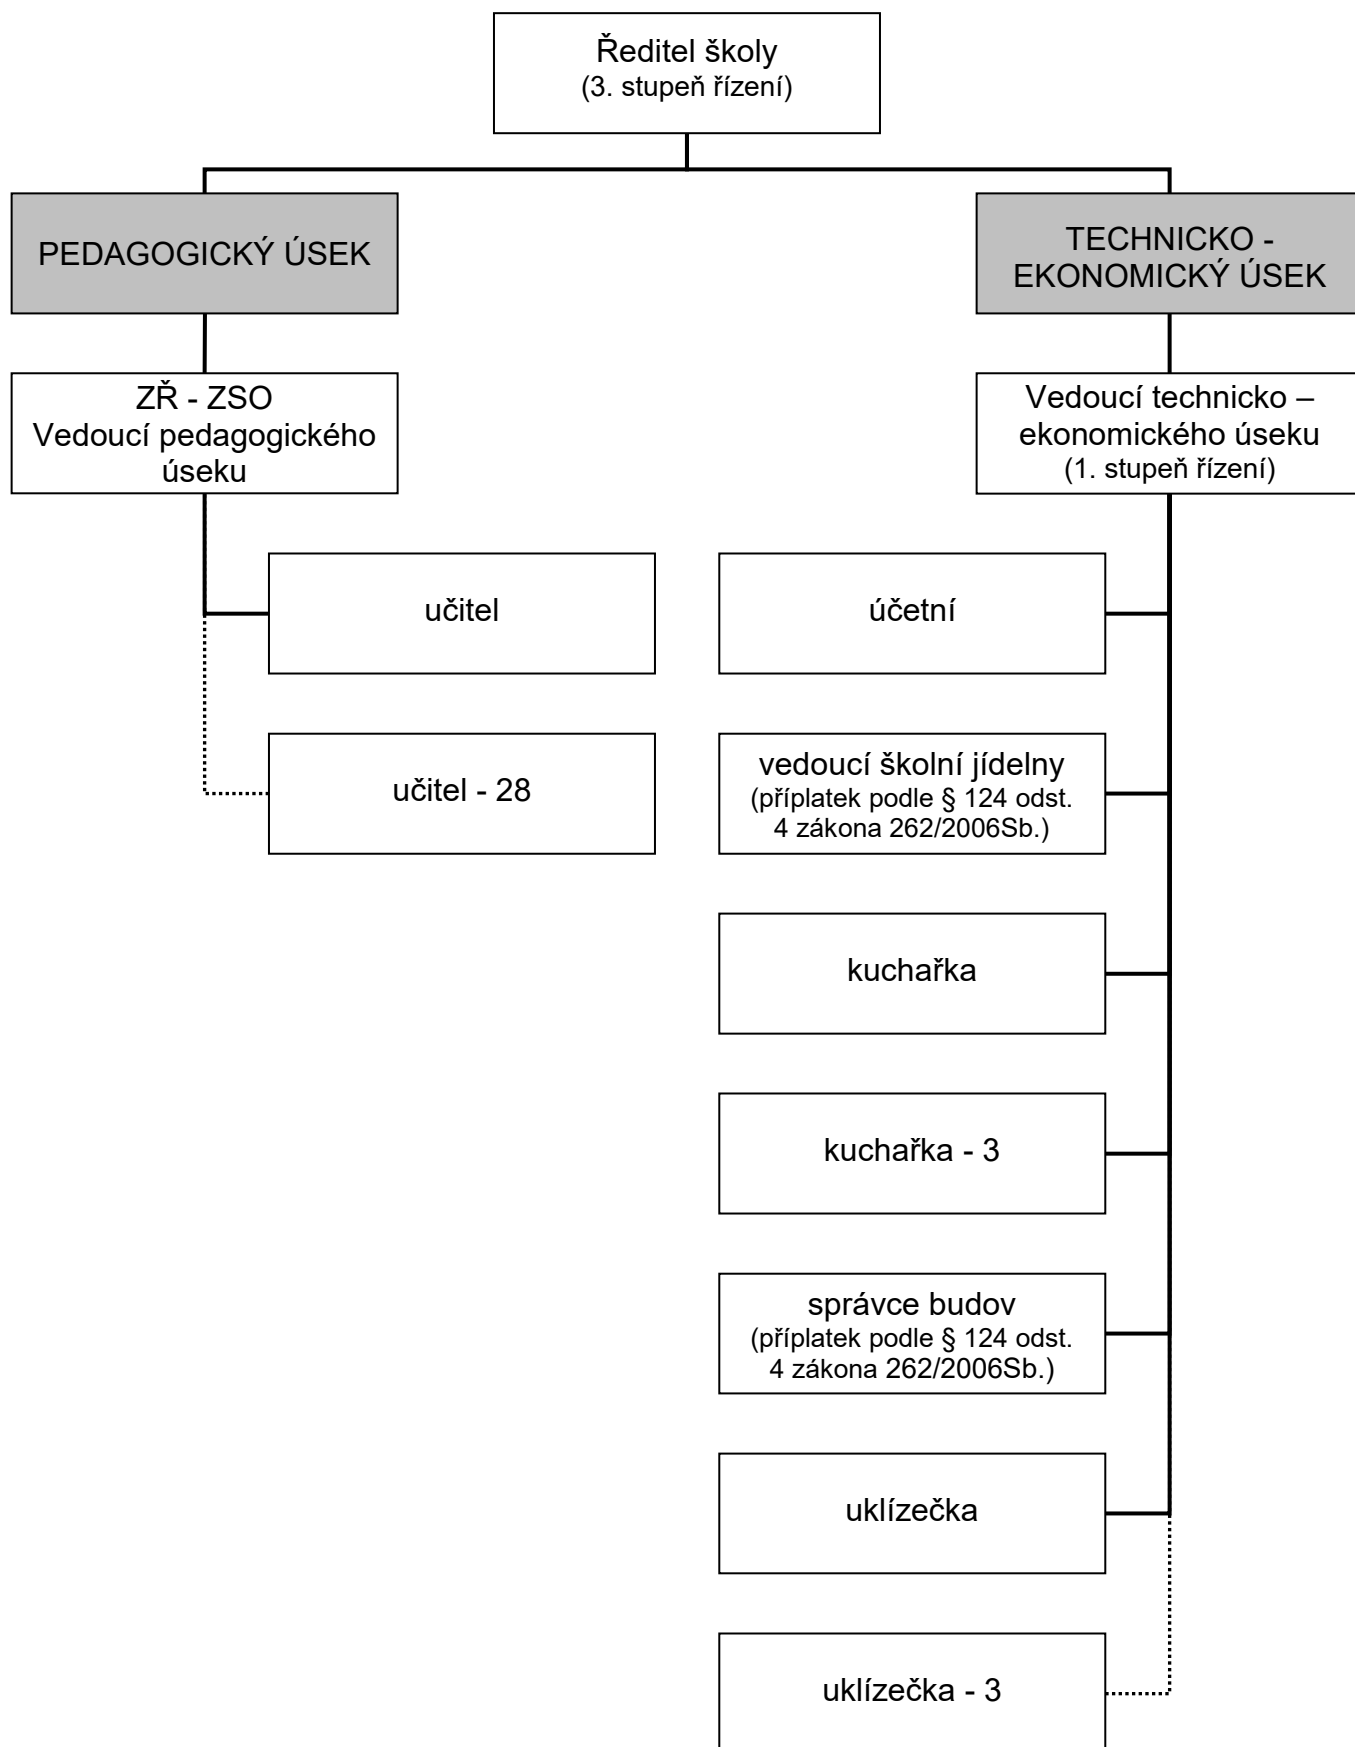 Ředitel školy
(3. stupeň řízení)
PEDAGOGICKÝ ÚSEK
TECHNICKO -
EKONOMICKÝ ÚSEK
ZŘ - ZSO
Vedoucí pedagogického
úseku
Vedoucí technicko –
ekonomického úseku
(1. stupeň řízení)
učitel
účetní
učitel - 28
vedoucí školní jídelny
(příplatek podle § 124 odst.
4 zákona 262/2006Sb.)
kuchařka
kuchařka - 3
správce budov
(příplatek podle § 124 odst.
4 zákona 262/2006Sb.)
uklízečka
uklízečka - 3